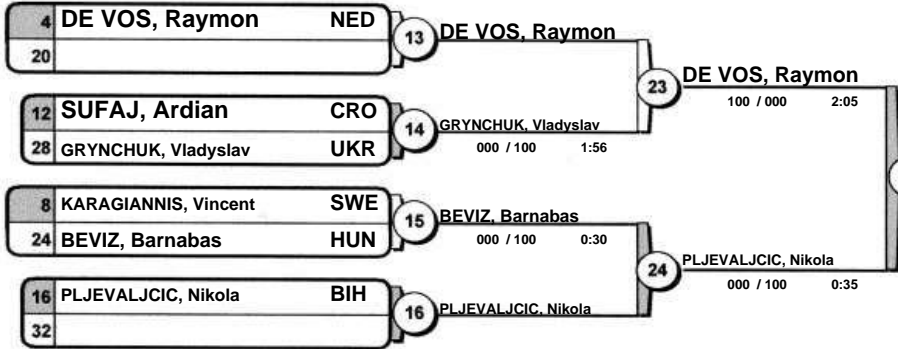 4 DE VOS, Raymon NED
20
13 DE VOS, Raymon
12 SUFAJ, Ardian CRO
28 GRYNCHUK, Vladyslav UKR
14 GRYNCHUK, Vladyslav
000 / 100 1:56
23 DE VOS, Raymon
100 / 000 2:05
8 KARAGIANNIS, Vincent SWE
24 BEVIZ, Barnabas HUN
15 BEVIZ, Barnabas
000 / 100 0:30
16 PLJEVALJCIC, Nikola BIH
32
16 PLJEVALJCIC, Nikola
24 PLJEVALJCIC, Nikola
000 / 100 0:35